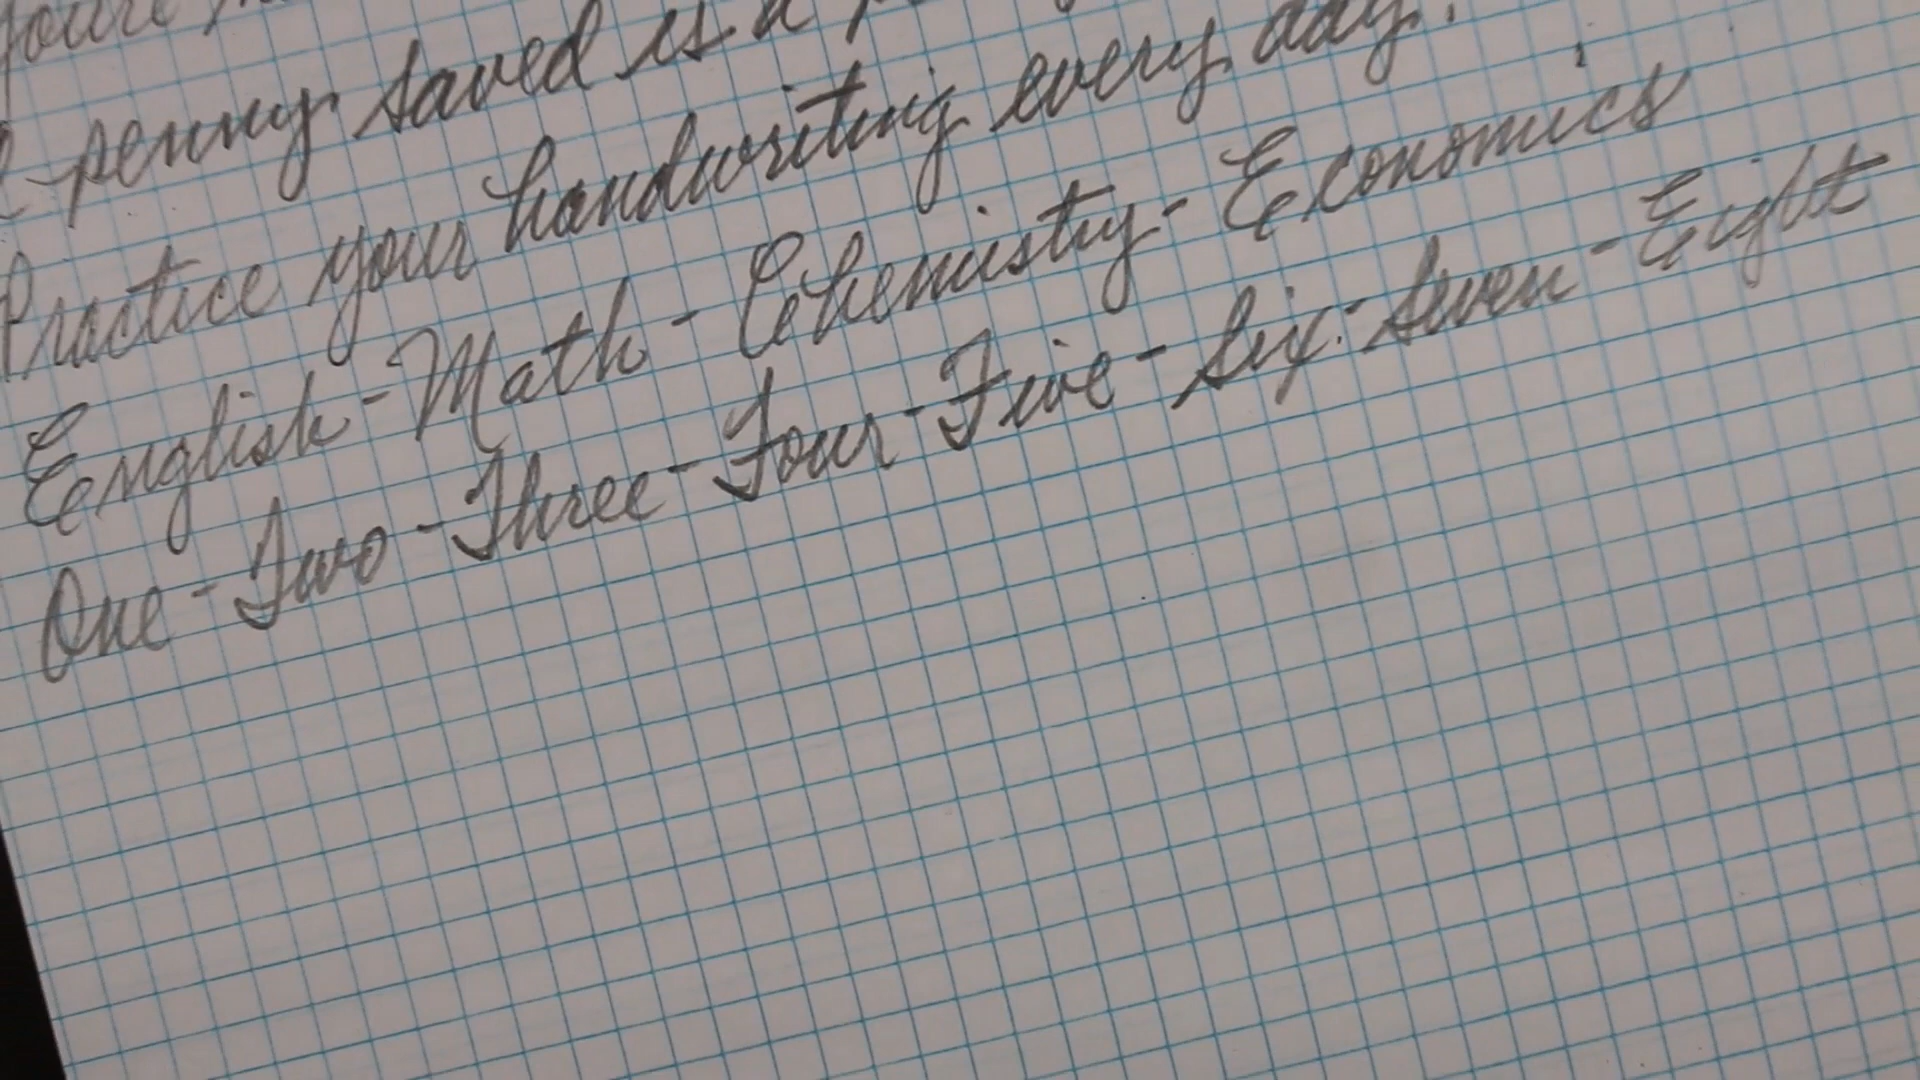 penny saved is a
Practice your handwriting every day.
English - Math - Chemistry - Economics
One - Two - Three - Four - Five - Six - Seven - Eight